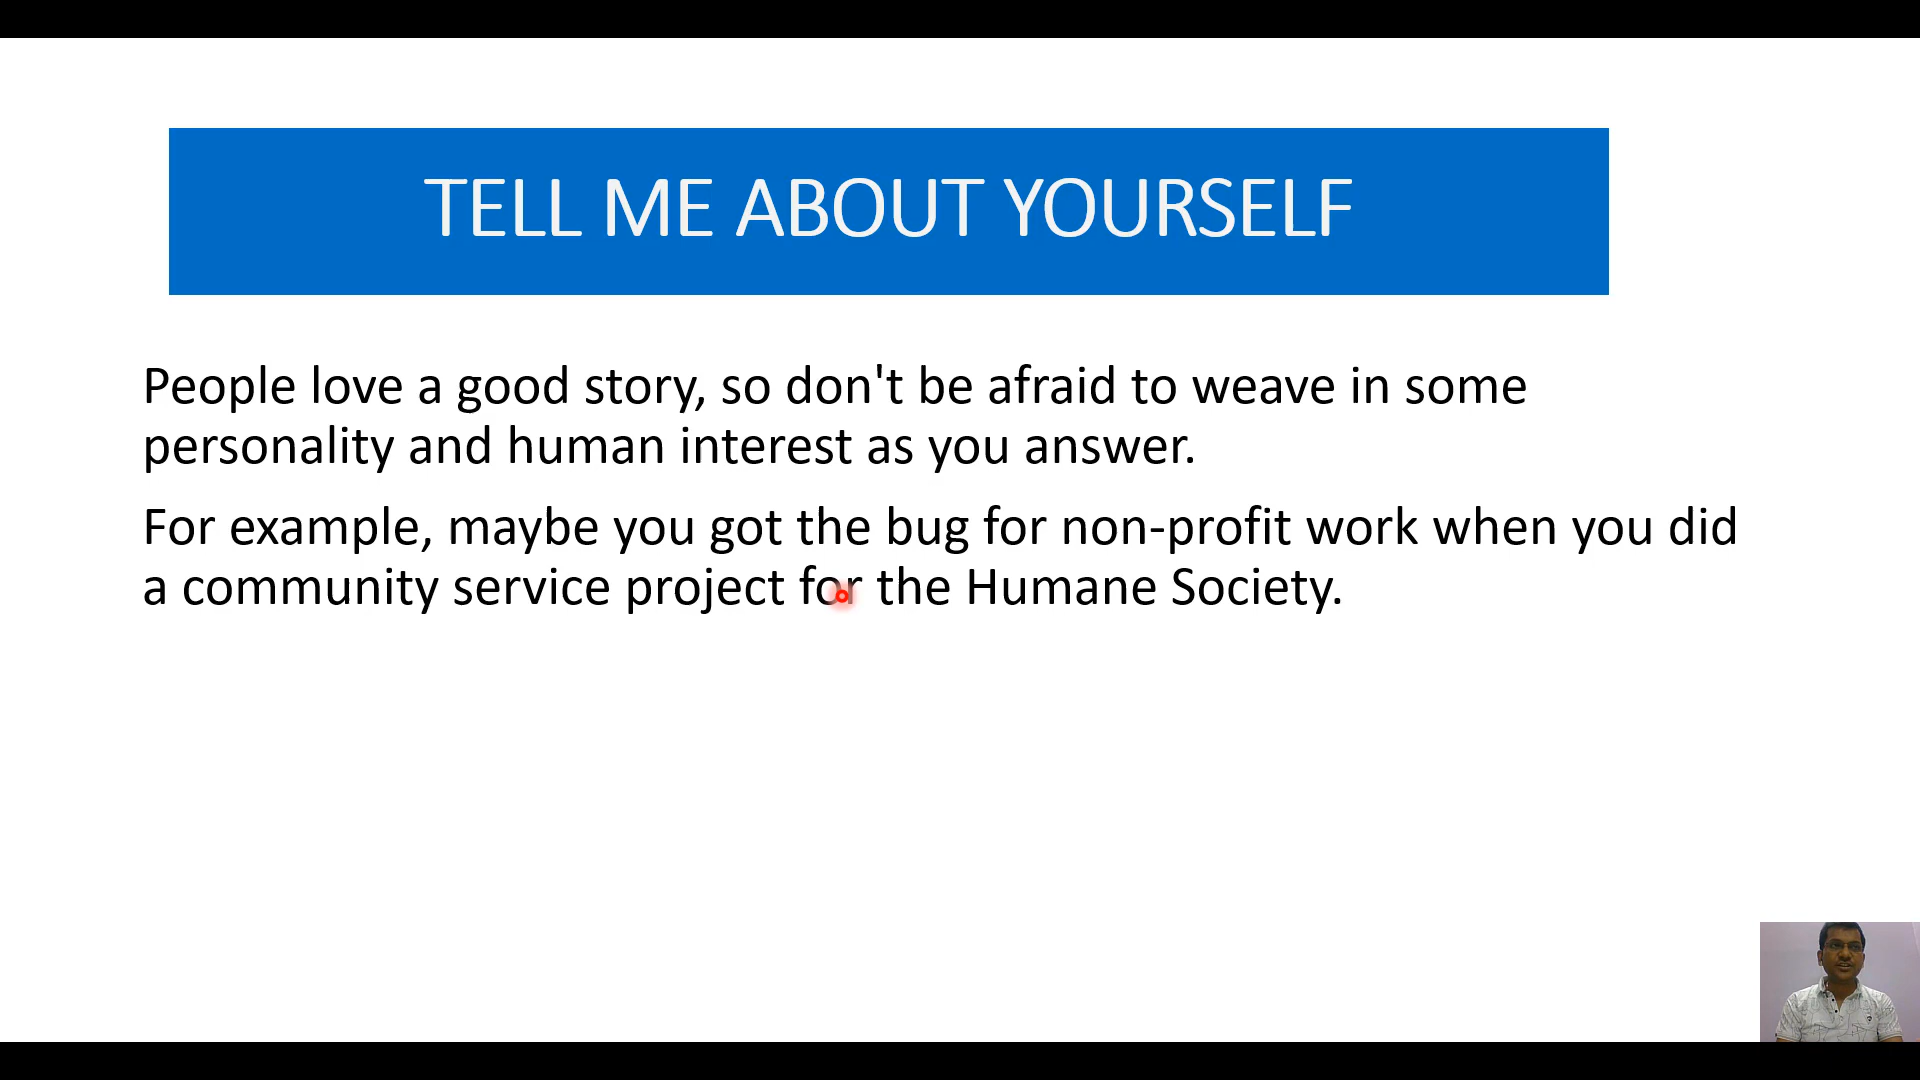 TELL ME ABOUT YOURSELF
People love a good story, so don't be afraid to weave in some
personality and human interest as you answer.
For example, maybe you got the bug for non-profit work when you did
a community service project for the Humane Society.